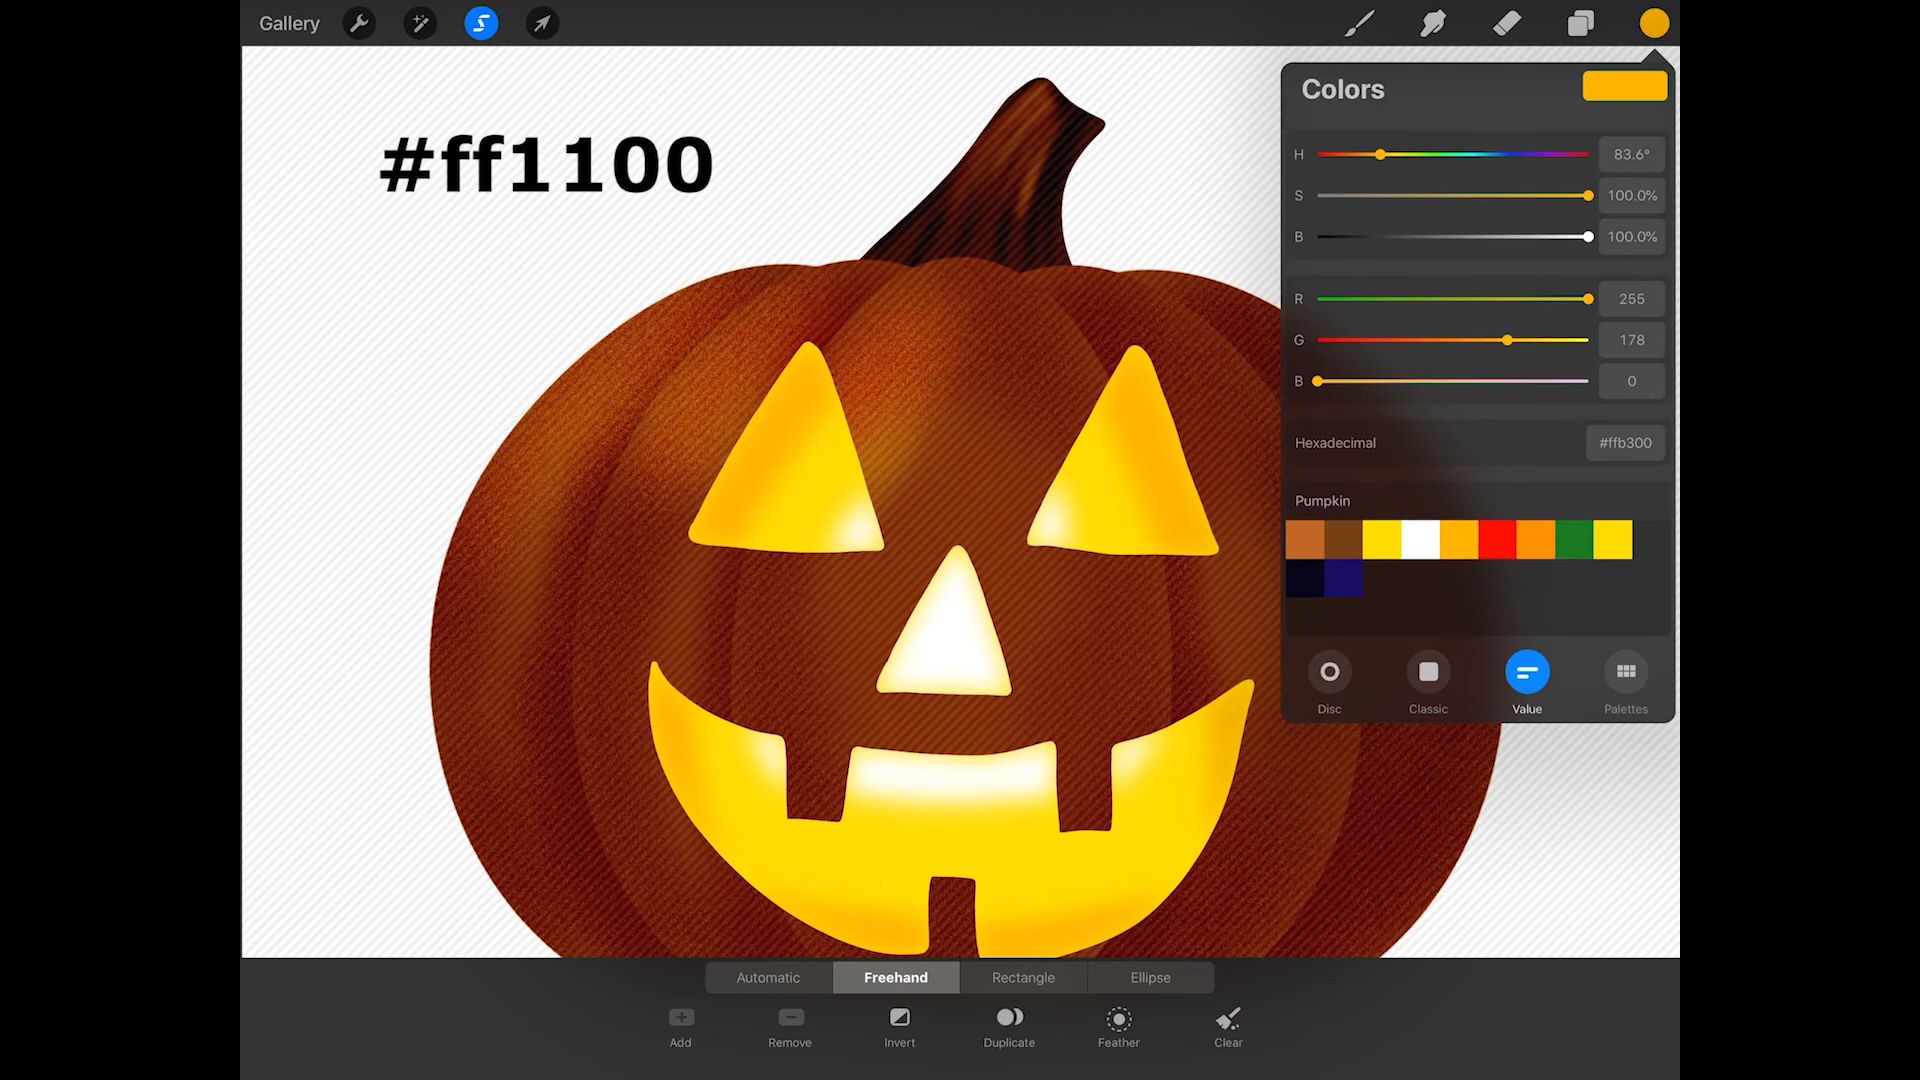 Gallery
#ff1100
Colors
H 83.6°
S 100.0%
B 100.0%
R 255
G 178
B 0
Hexadecimal #ffb300
Pumpkin
Disc Classic Value Palettes
Automatic Freehand Rectangle Ellipse
Add Remove Invert Duplicate Feather Clear